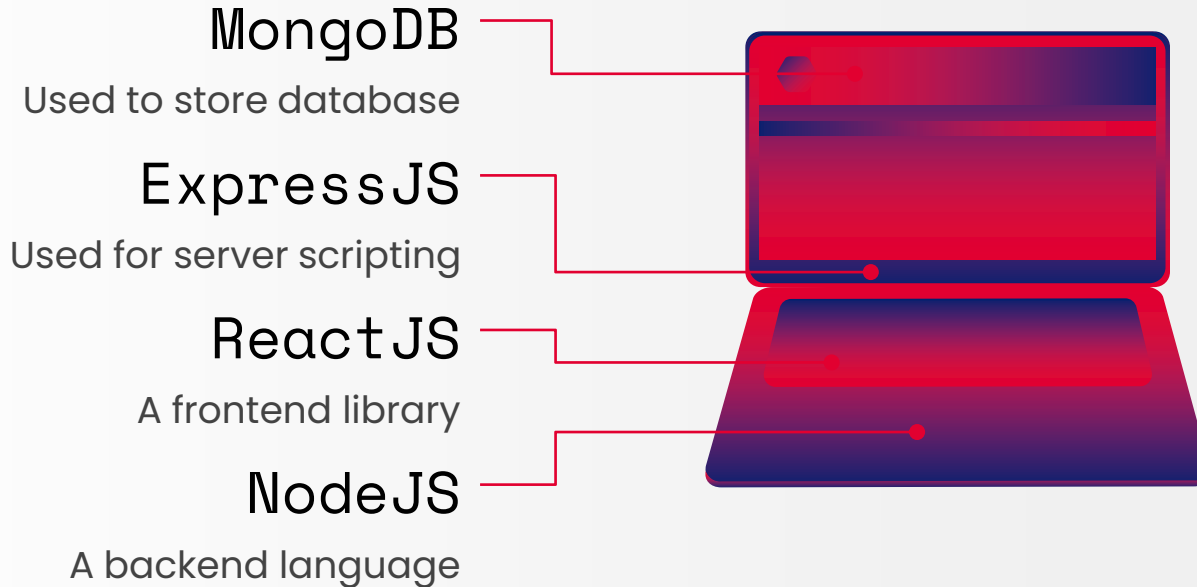 MongoDB
Used to store database
ExpressJS
Used for server scripting
ReactJS
A frontend library
NodeJS
A backend language